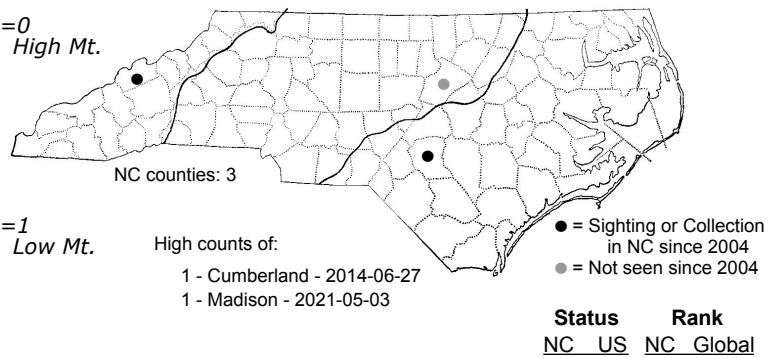 =0
High Mt.
NC counties: 3
=1
Low Mt.
High counts of:
1 - Cumberland - 2014-06-27
1 - Madison - 2021-05-03
● = Sighting or Collection
in NC since 2004
● = Not seen since 2004
Status Rank
NC US NC Global